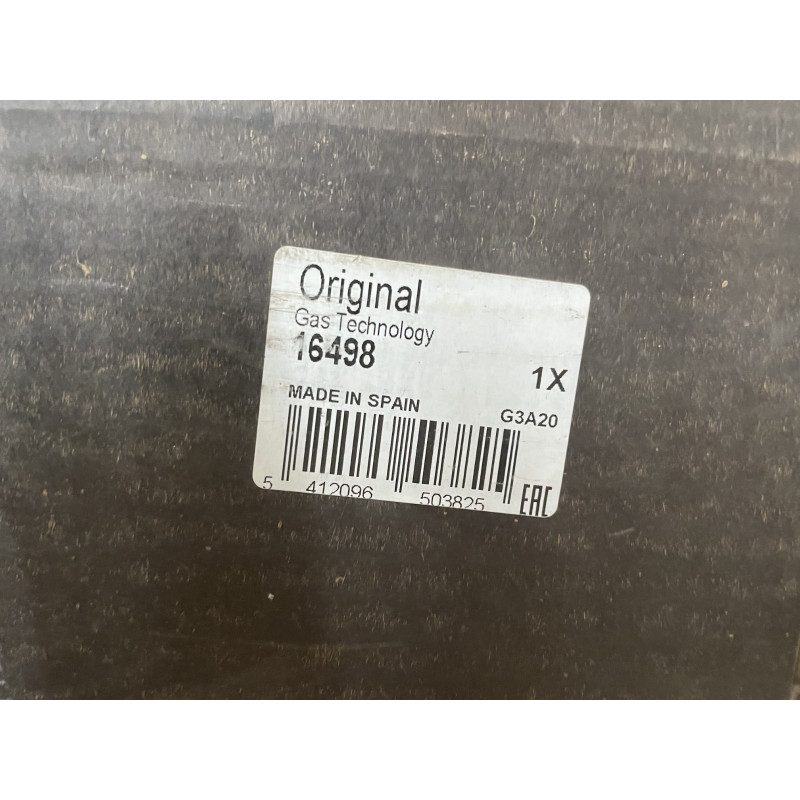 Original
Gas Technology
16498
1X
MADE IN SPAIN
G3A20
5 412096 503825
EAC